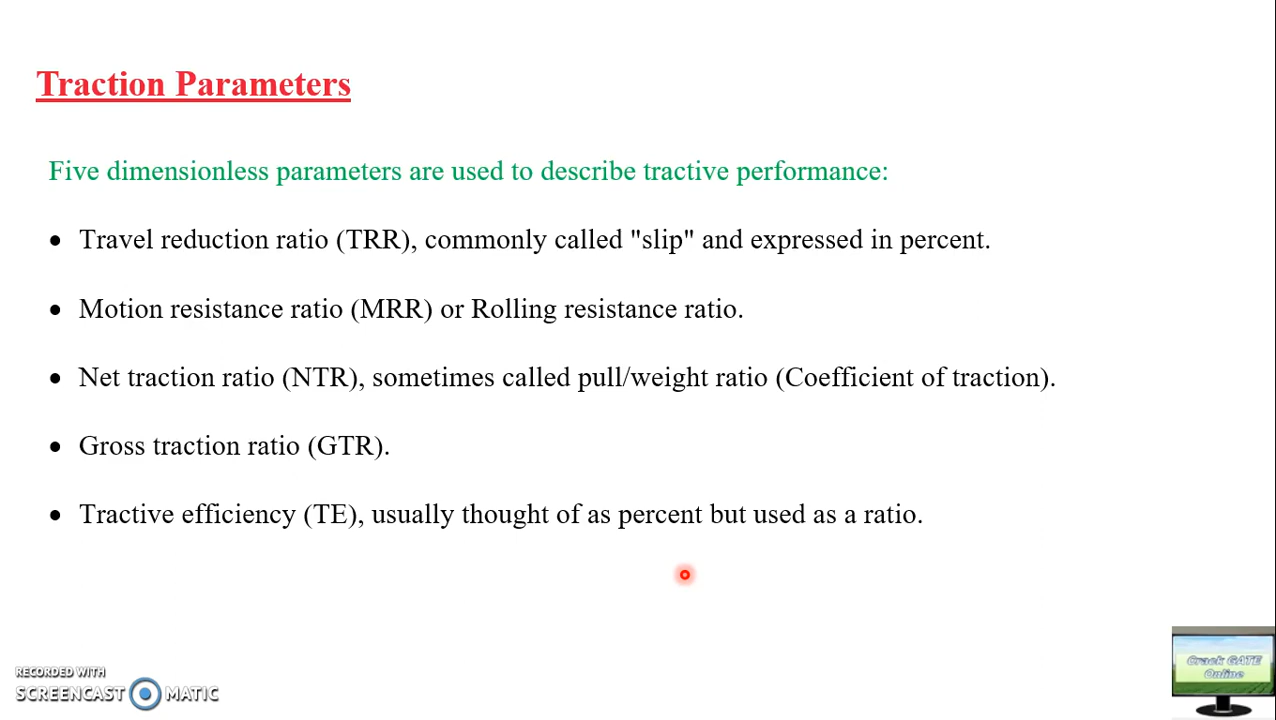 Traction Parameters
Five dimensionless parameters are used to describe tractive performance:
• Travel reduction ratio (TRR), commonly called "slip" and expressed in percent.
• Motion resistance ratio (MRR) or Rolling resistance ratio.
• Net traction ratio (NTR), sometimes called pull/weight ratio (Coefficient of traction).
• Gross traction ratio (GTR).
• Tractive efficiency (TE), usually thought of as percent but used as a ratio.
RECORDED WITH
SCREENCAST MATIC
Crack GATE
Online